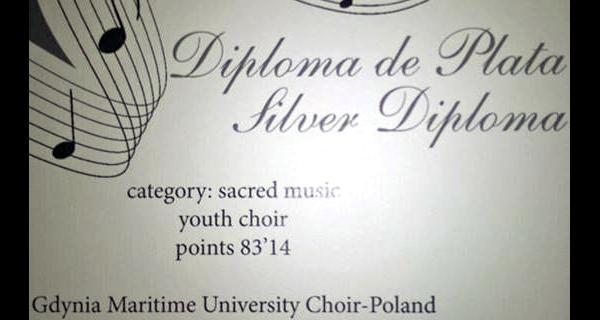 Diploma de Plata
Silver Diploma
category: sacred music
youth choir
points 83'14
Gdynia Maritime University Choir-Poland